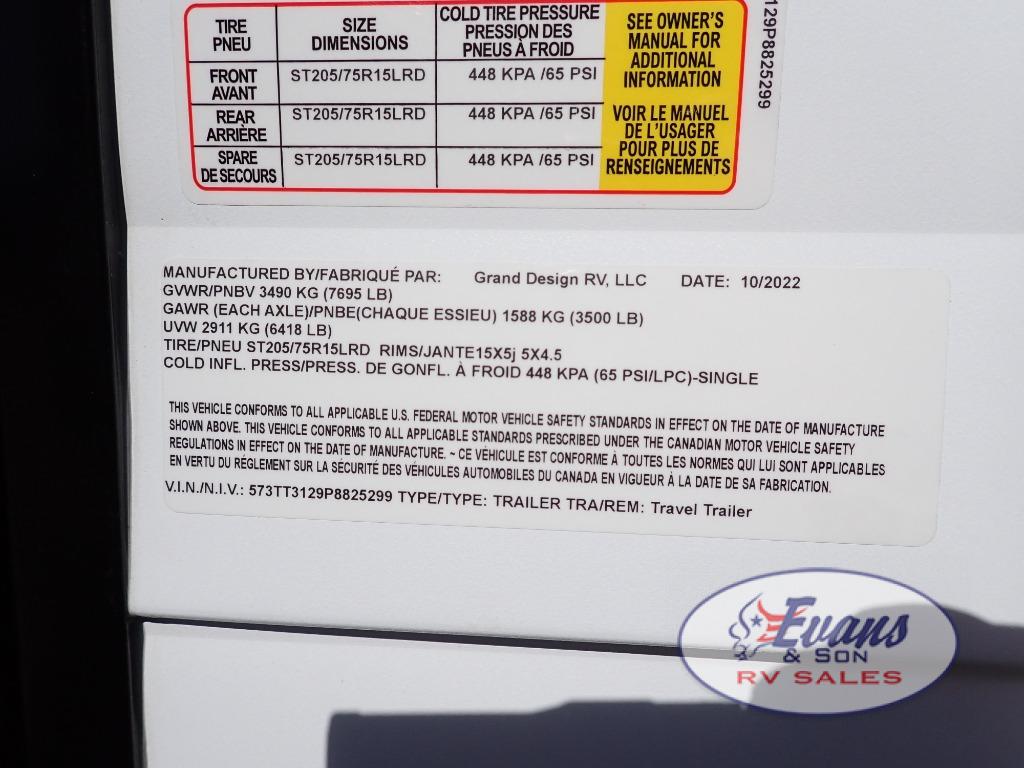 TIRE PNEU SIZE DIMENSIONS COLD TIRE PRESSURE PRESSION DES PNEUS À FROID
FRONT AVANT ST205/75R15LRD 448 KPA /65 PSI
REAR ARRIÈRE ST205/75R15LRD 448 KPA /65 PSI
SPARE DE SECOURS ST205/75R15LRD 448 KPA /65 PSI
SEE OWNER'S
MANUAL FOR
ADDITIONAL
INFORMATION
VOIR LE MANUEL
DE L'USAGER
POUR PLUS DE
RENSEIGNEMENTS
129P8825299
MANUFACTURED BY/FABRIQUÉ PAR: Grand Design RV, LLC DATE: 10/2022
GVWR/PNBV 3490 KG (7695 LB)
GAWR (EACH AXLE)/PNBE(CHAQUE ESSIEU) 1588 KG (3500 LB)
UVW 2911 KG (6418 LB)
TIRE/PNEU ST205/75R15LRD RIMS/JANTE15X5j 5X4.5
COLD INFL. PRESS/PRESS. DE GONFL. À FROID 448 KPA (65 PSI/LPC)-SINGLE
THIS VEHICLE CONFORMS TO ALL APPLICABLE U.S. FEDERAL MOTOR VEHICLE SAFETY STANDARDS IN EFFECT ON THE DATE OF MANUFACTURE
SHOWN ABOVE. THIS VEHICLE CONFORMS TO ALL APPLICABLE STANDARDS PRESCRIBED UNDER THE CANADIAN MOTOR VEHICLE SAFETY
REGULATIONS IN EFFECT ON THE DATE OF MANUFACTURE. ~ CE VÉHICULE EST CONFORME À TOUTES LES NORMES QUI LUI SONT APPLICABLES
EN VERTU DU RÉGLEMENT SUR LA SÉCURITÉ DES VÉHICULES AUTOMOBILES DU CANADA EN VIGUEUR À LA DATE DE SA FABRICATION.
V.I.N./N.I.V.: 573TT3129P8825299 TYPE/TYPE: TRAILER TRA/REM: Travel Trailer
Evans
& SON
RV SALES